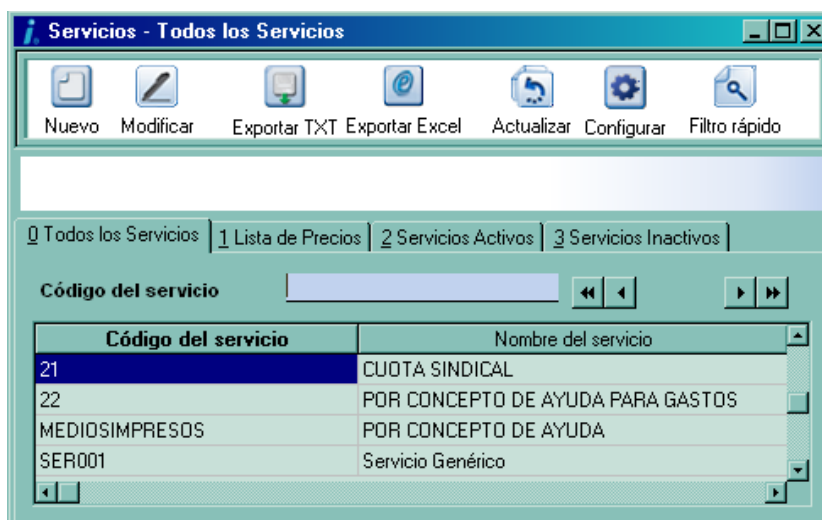 i. Servicios - Todos los Servicios
Nuevo Modificar Exportar TXT Exportar Excel Actualizar Configurar Filtro rápido
0 Todos los Servicios 1 Lista de Precios 2 Servicios Activos 3 Servicios Inactivos
Código del servicio
Código del servicio Nombre del servicio
21 CUOTA SINDICAL
22 POR CONCEPTO DE AYUDA PARA GASTOS
MEDIOSIMPRESOS POR CONCEPTO DE AYUDA
SER001 Servicio Genérico